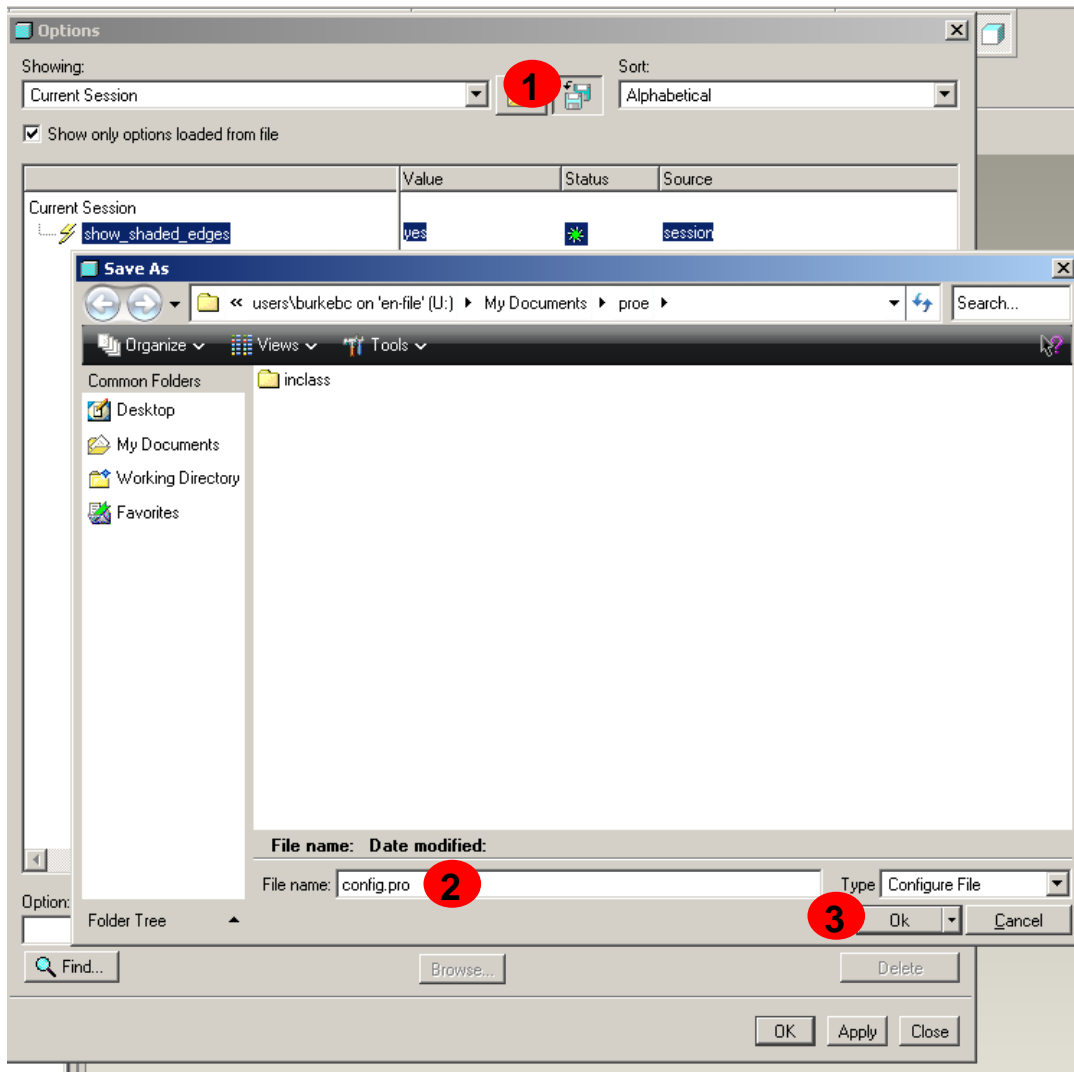 Options
Showing:
Sort:
Current Session
1
Alphabetical
Show only options loaded from file
Value Status Source
Current Session
show_shaded_edges yes session
Save As
« users\burkebc on 'en-file' (U:) My Documents proe
Search...
Organize Views Tools
Common Folders
inclass
Desktop
My Documents
Working Directory
Favorites
File name: Date modified:
File name: config.pro
2
Type Configure File
Option:
Folder Tree
3
Ok
Cancel
Find...
Browse...
Delete
OK
Apply
Close